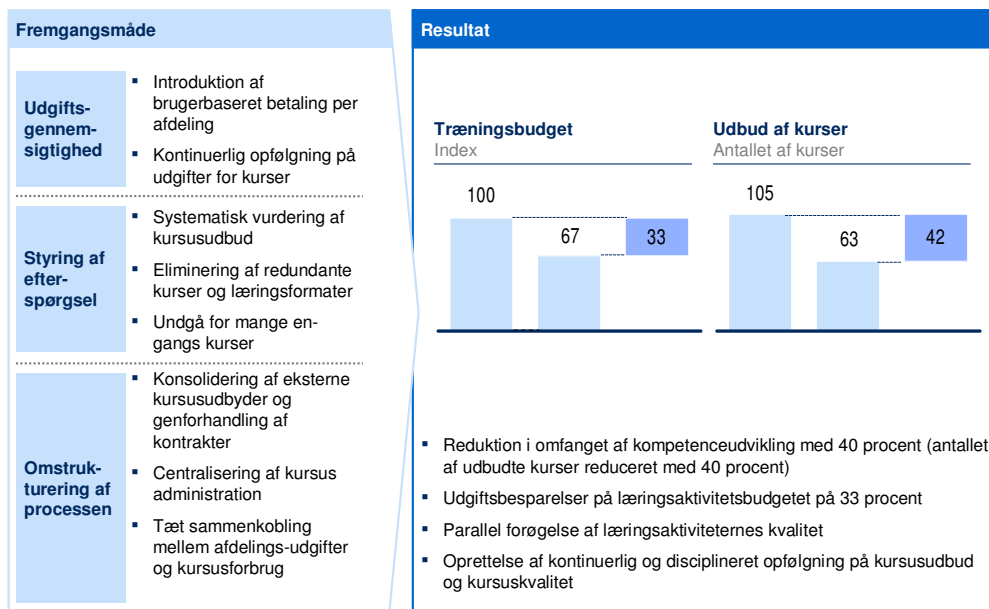 Fremgangsmåde
Udgifts-
gennem-
sigtighed
▪ Introduktion af
brugerbaseret betaling per
afdeling
▪ Kontinuerlig opfølgning på
udgifter for kurser
Styring af
efter-
spørgsel
▪ Systematisk vurdering af
kursusudbud
▪ Eliminering af redundante
kurser og læringsformater
▪ Undgå for mange en-
gangs kurser
Omstruk-
turering af
processen
▪ Konsolidering af eksterne
kursusudbyder og
genforhandling af
kontrakter
▪ Centralisering af kursus
administration
▪ Tæt sammenkobling
mellem afdelings-udgifter
og kursusforbrug
Resultat
Træningsbudget
Index
100
67
33
Udbud af kurser
Antallet af kurser
105
63
42
▪ Reduktion i omfanget af kompetenceudvikling med 40 procent (antallet
af udbudte kurser reduceret med 40 procent)
▪ Udgiftsbesparelser på læringsaktivitetsbudgetet på 33 procent
▪ Parallel forøgelse af læringsaktiviteternes kvalitet
▪ Oprettelse af kontinuerlig og disciplineret opfølgning på kursusudbud
og kursuskvalitet